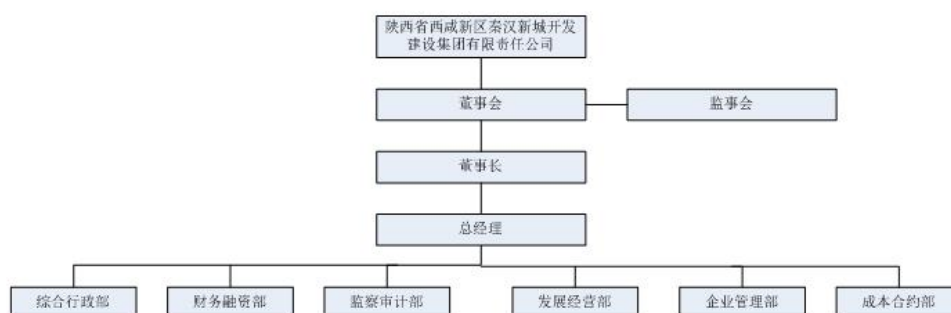 陕西省西咸新区秦汉新城开发
建设集团有限责任公司
董事会
监事会
董事长
总经理
综合行政部
财务融资部
监察审计部
发展经营部
企业管理部
成本合约部